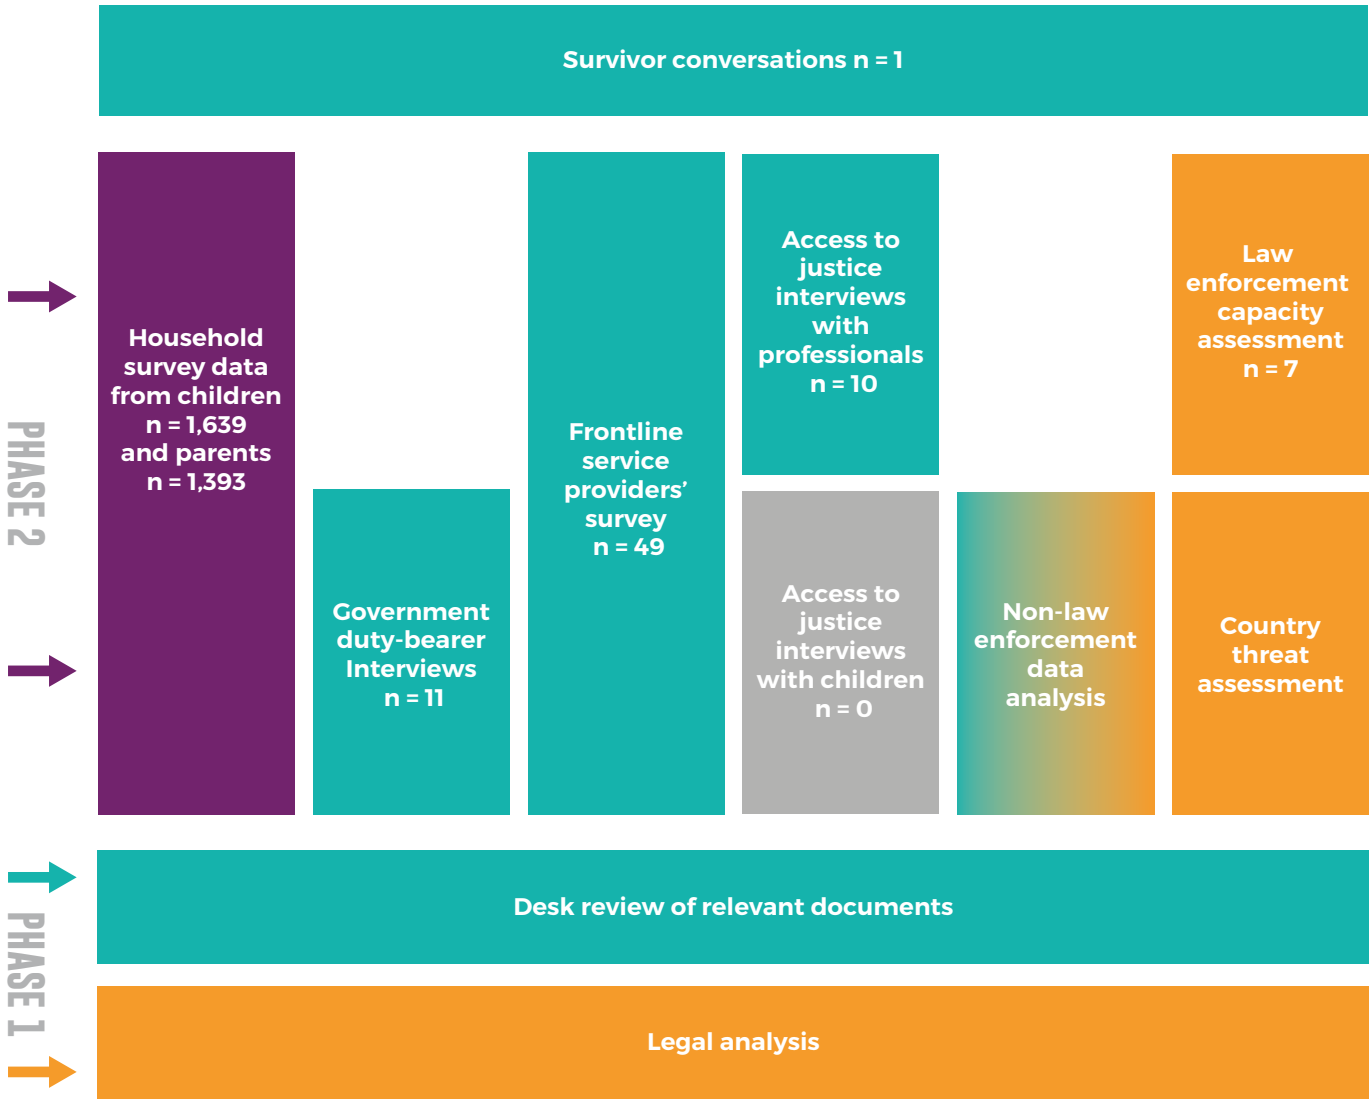 Survivor conversations n = 1
PHASE 2
Household
survey data
from children
n = 1,639
and parents
n = 1,393
Government
duty-bearer
Interviews
n = 11
Frontline
service
providers’
survey
n = 49
Access to
justice
interviews
with
professionals
n = 10
Access to
justice
interviews
with children
n = 0
Non-law
enforcement
data
analysis
Law
enforcement
capacity
assessment
n = 7
Country
threat
assessment
PHASE 1
Desk review of relevant documents
Legal analysis